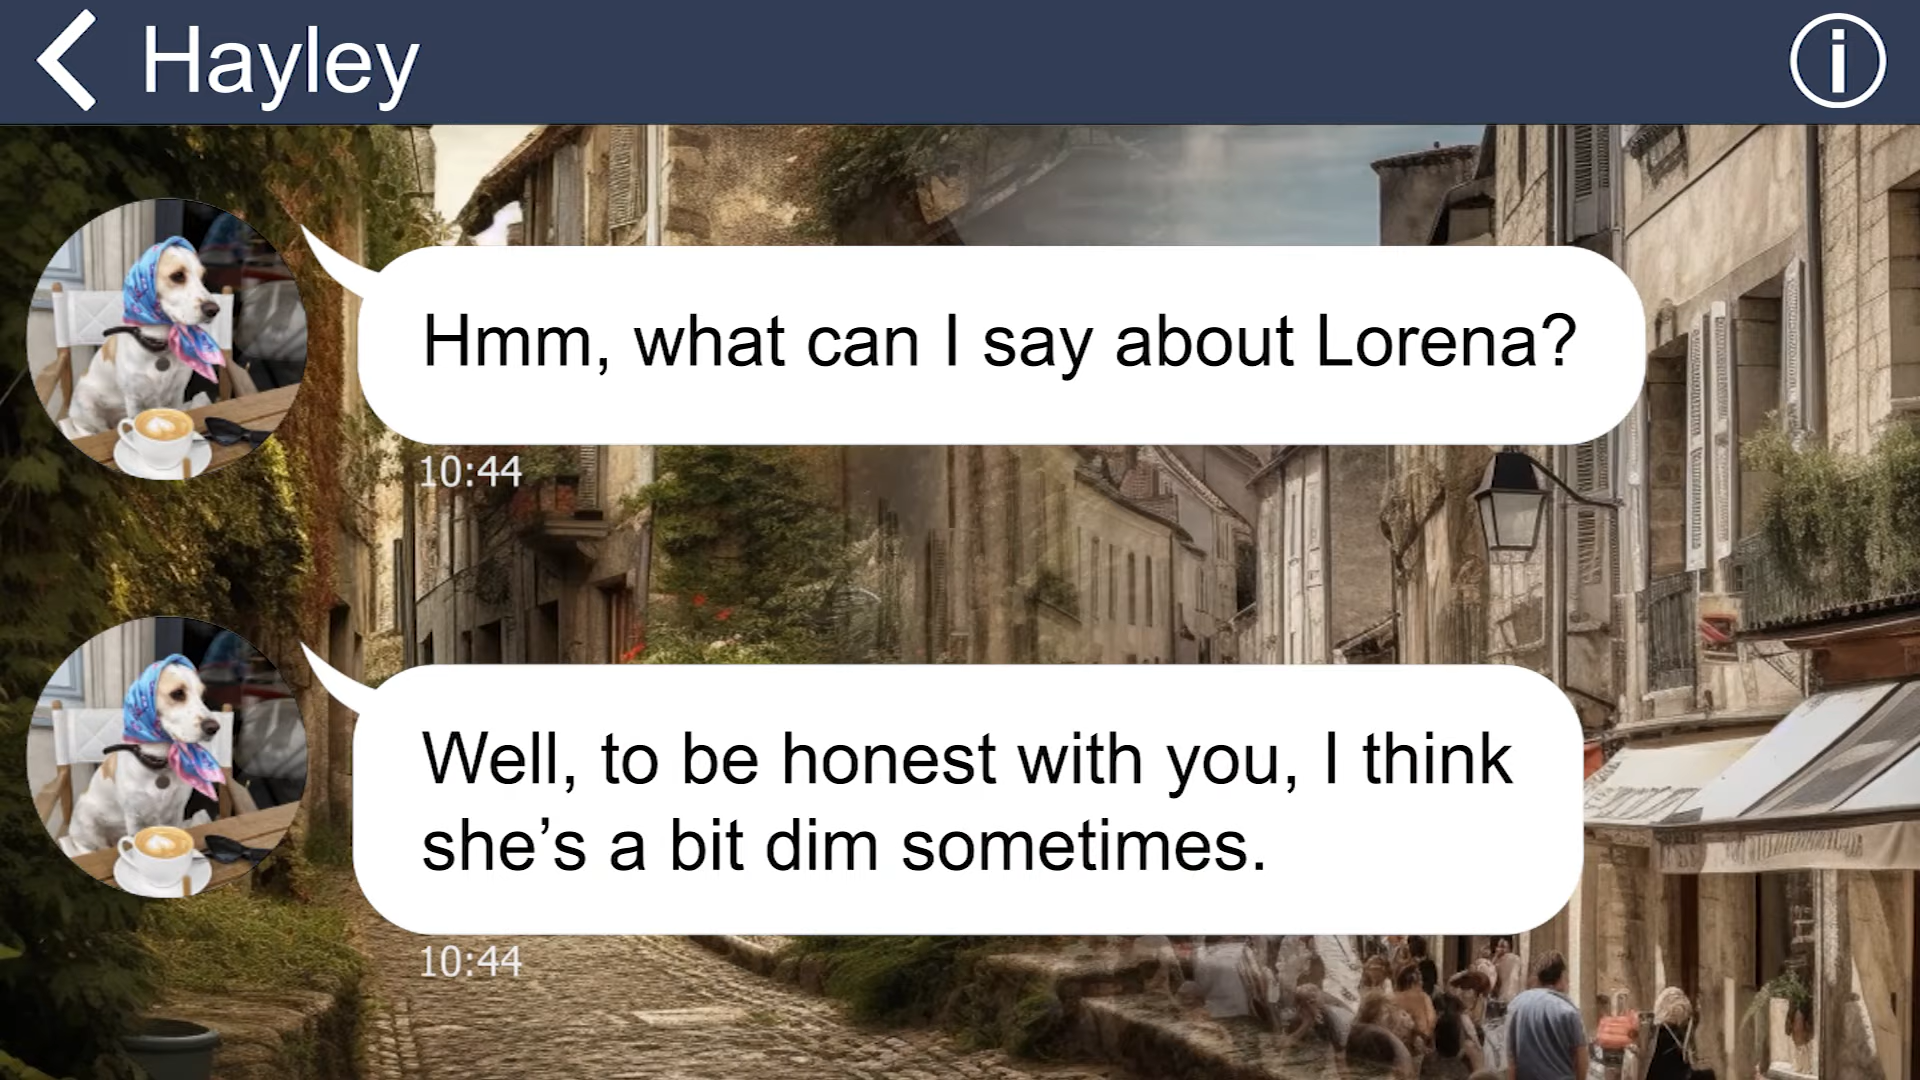 Hayley
Hmm, what can I say about Lorena?
10:44
Well, to be honest with you, I think
she’s a bit dim sometimes.
10:44